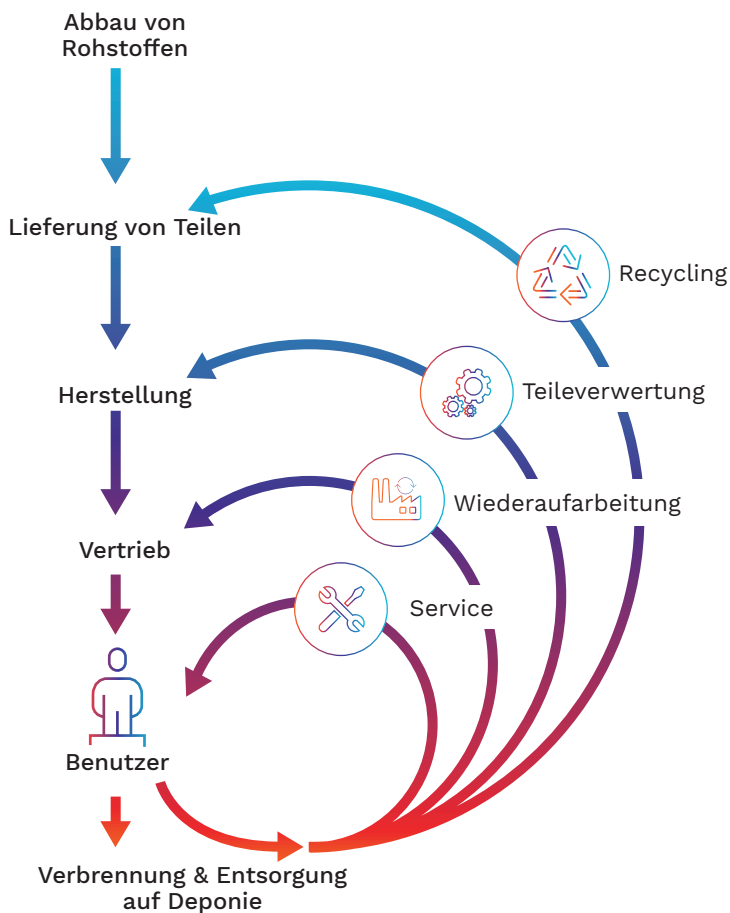 Abbau von
Rohstoffen
Lieferung von Teilen
Recycling
Herstellung
Teileverwertung
Wiederaufarbeitung
Vertrieb
Service
Benutzer
Verbrennung & Entsorgung
auf Deponie